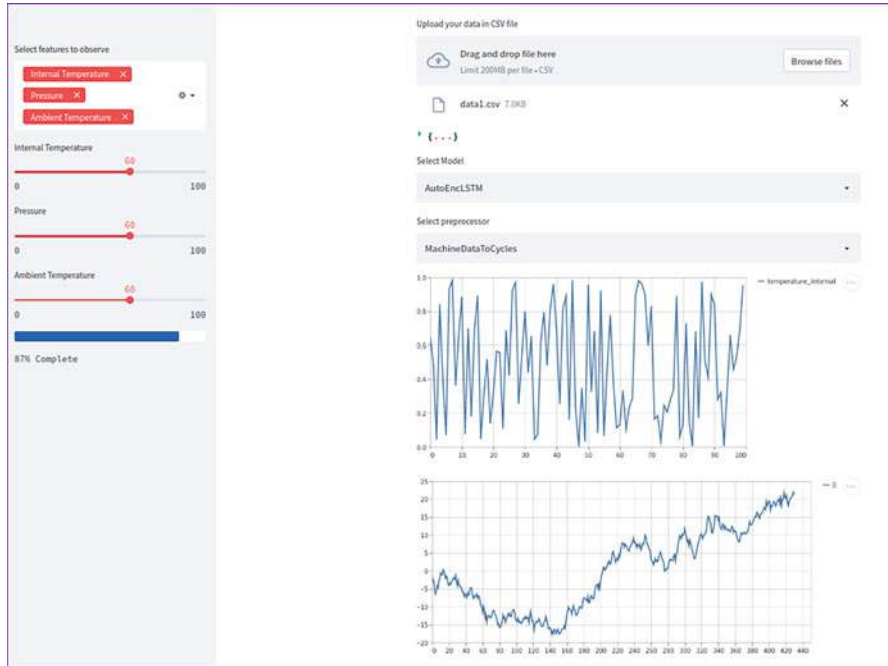 Select features to observe
Internal Temperature ×
Pressure ×
Ambient Temperature ×
Internal Temperature
60
0 100
Pressure
60
0 100
Ambient Temperature
60
0 100
87% Complete
Upload your data in CSV file
Drag and drop file here
Limit 200MB per file • CSV
Browse files
data1.csv 7.0KB ×
{...}
Select Model
AutoEncLSTM
Select preprocessor
MachineDataToCycles
temperature_internal
1.0
0.8
0.6
0.4
0.2
0.0
0 10 20 30 40 50 60 70 80 90 100
25
20
15
10
5
0
-5
-10
-15
-20
0 20 40 60 80 100 120 140 160 180 200 220 240 260 280 300 320 340 360 380 400 420 440